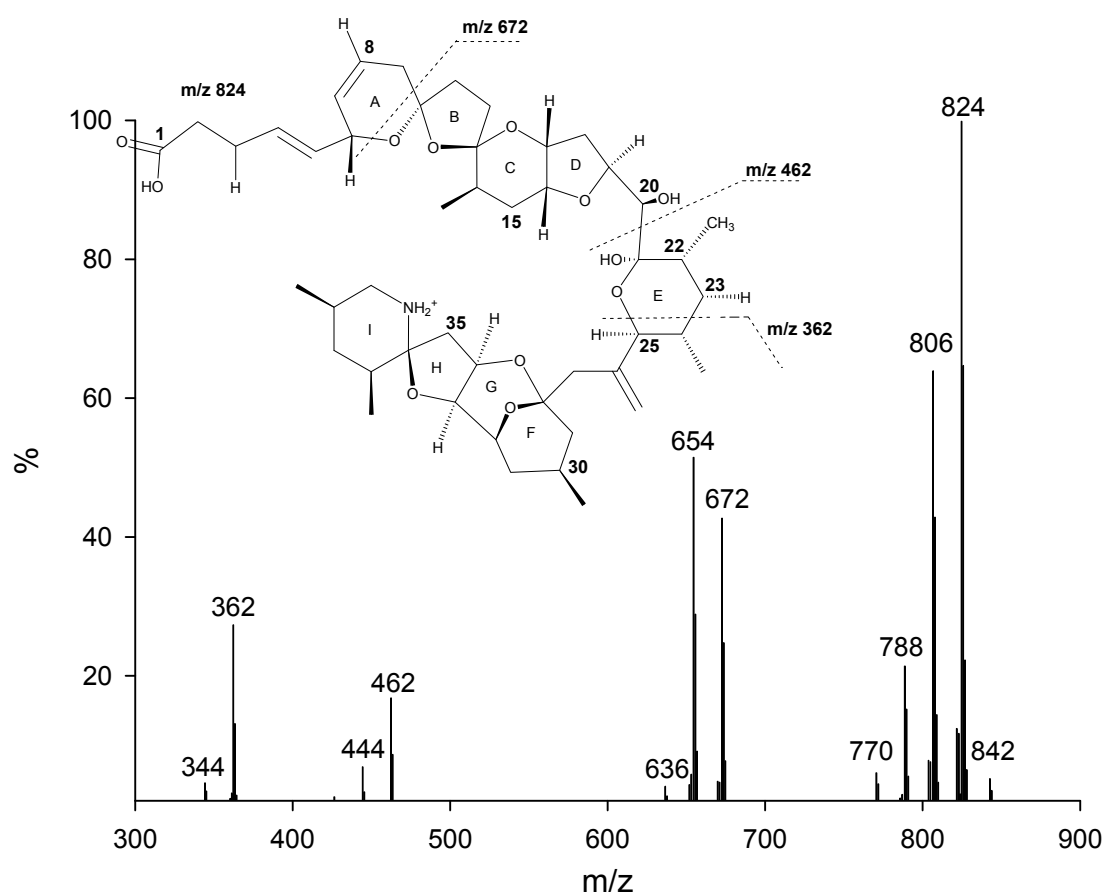 H
8
m/z 672
m/z 824
A
1
O
O
B
O
O
H
C
D
H
HO
H
H
15
H
O
20
OH
m/z 462
CH3
22
HO
23
O
E
H
H
25
m/z 362
NH2+
35
H
I
H
O
O
G
O
F
H
30
100
80
60
40
20
%
824
806
654
672
788
770
842
636
362
462
444
344
300 400 500 600 700 800 900
m/z